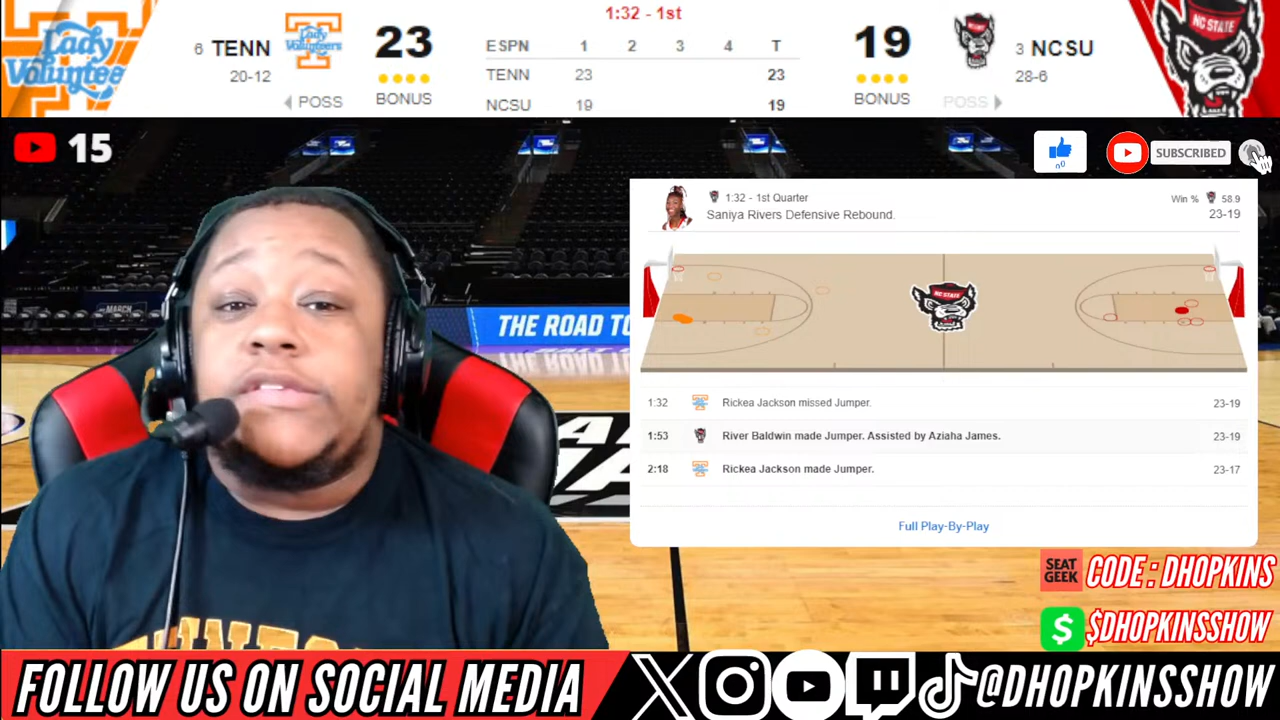 1:32 - 1st
6 TENN
20-12
Lady Volunteers
23
BONUS
POSS
ESPN 1 2 3 4 T
TENN 23 23
NCSU 19 19
19
BONUS
3 NCSU
28-6
POSS
NC STATE
15
SUBSCRIBED
1:32 - 1st Quarter
Saniya Rivers Defensive Rebound.
Win % 58.9
23-19
NC STATE
1:32 Rickea Jackson missed Jumper. 23-19
1:53 River Baldwin made Jumper. Assisted by Aziaha James. 23-19
2:18 Rickea Jackson made Jumper. 23-17
Full Play-By-Play
MARCH
THE ROAD TO
SEAT
GEEK
CODE : DHOPKINS
$DHOPKINSSHOW
FOLLOW US ON SOCIAL MEDIA
@DHOPKINSSHOW